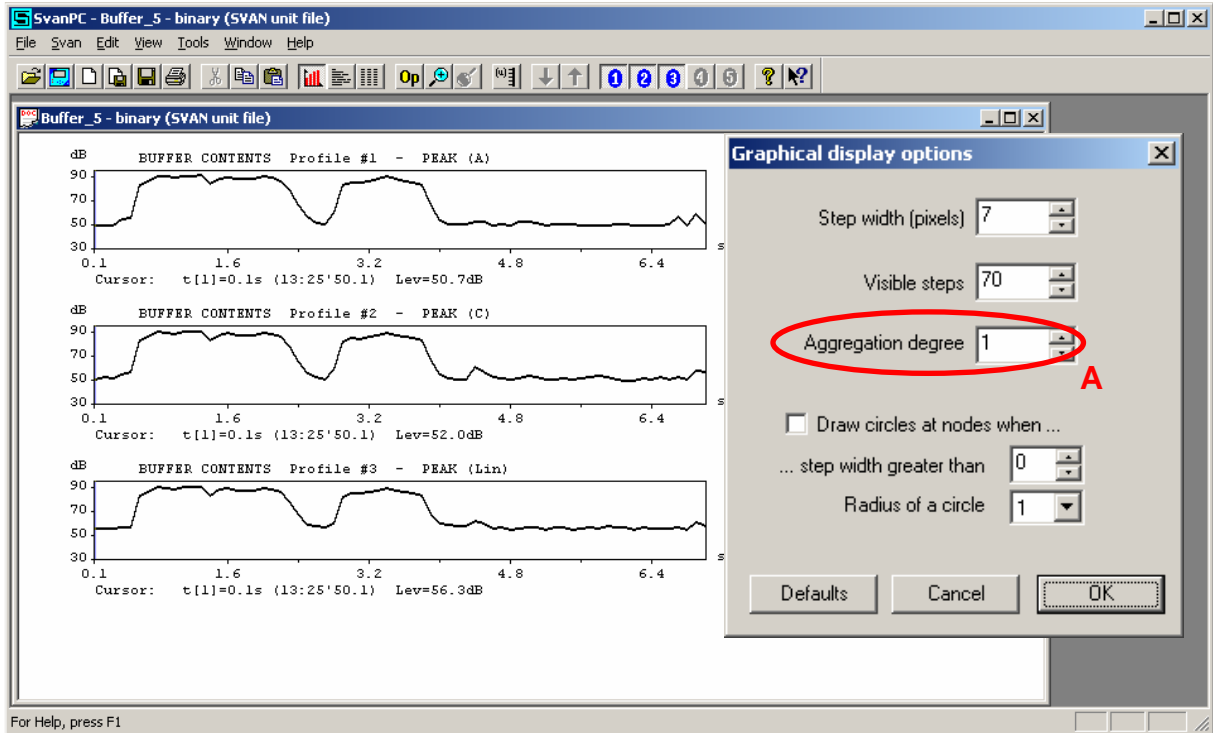 SvanPC - Buffer_5 - binary (SVAN unit file)
File Svan Edit View Tools Window Help
Op 1 2 3 4 5 ? ?
Buffer_5 - binary (SVAN unit file)
dB BUFFER CONTENTS Profile #1 - PEAK (A)
90
70
50
30
s
0.1 1.6 3.2 4.8 6.4
Cursor: t[1]=0.1s (13:25'50.1) Lev=50.7dB
dB BUFFER CONTENTS Profile #2 - PEAK (C)
90
70
50
30
s
0.1 1.6 3.2 4.8 6.4
Cursor: t[1]=0.1s (13:25'50.1) Lev=52.0dB
dB BUFFER CONTENTS Profile #3 - PEAK (Lin)
90
70
50
30
s
0.1 1.6 3.2 4.8 6.4
Cursor: t[1]=0.1s (13:25'50.1) Lev=56.3dB
Graphical display options
Step width (pixels) 7
Visible steps 70
Aggregation degree 1
A
Draw circles at nodes when ...
... step width greater than 0
Radius of a circle 1
Defaults Cancel OK
For Help, press F1